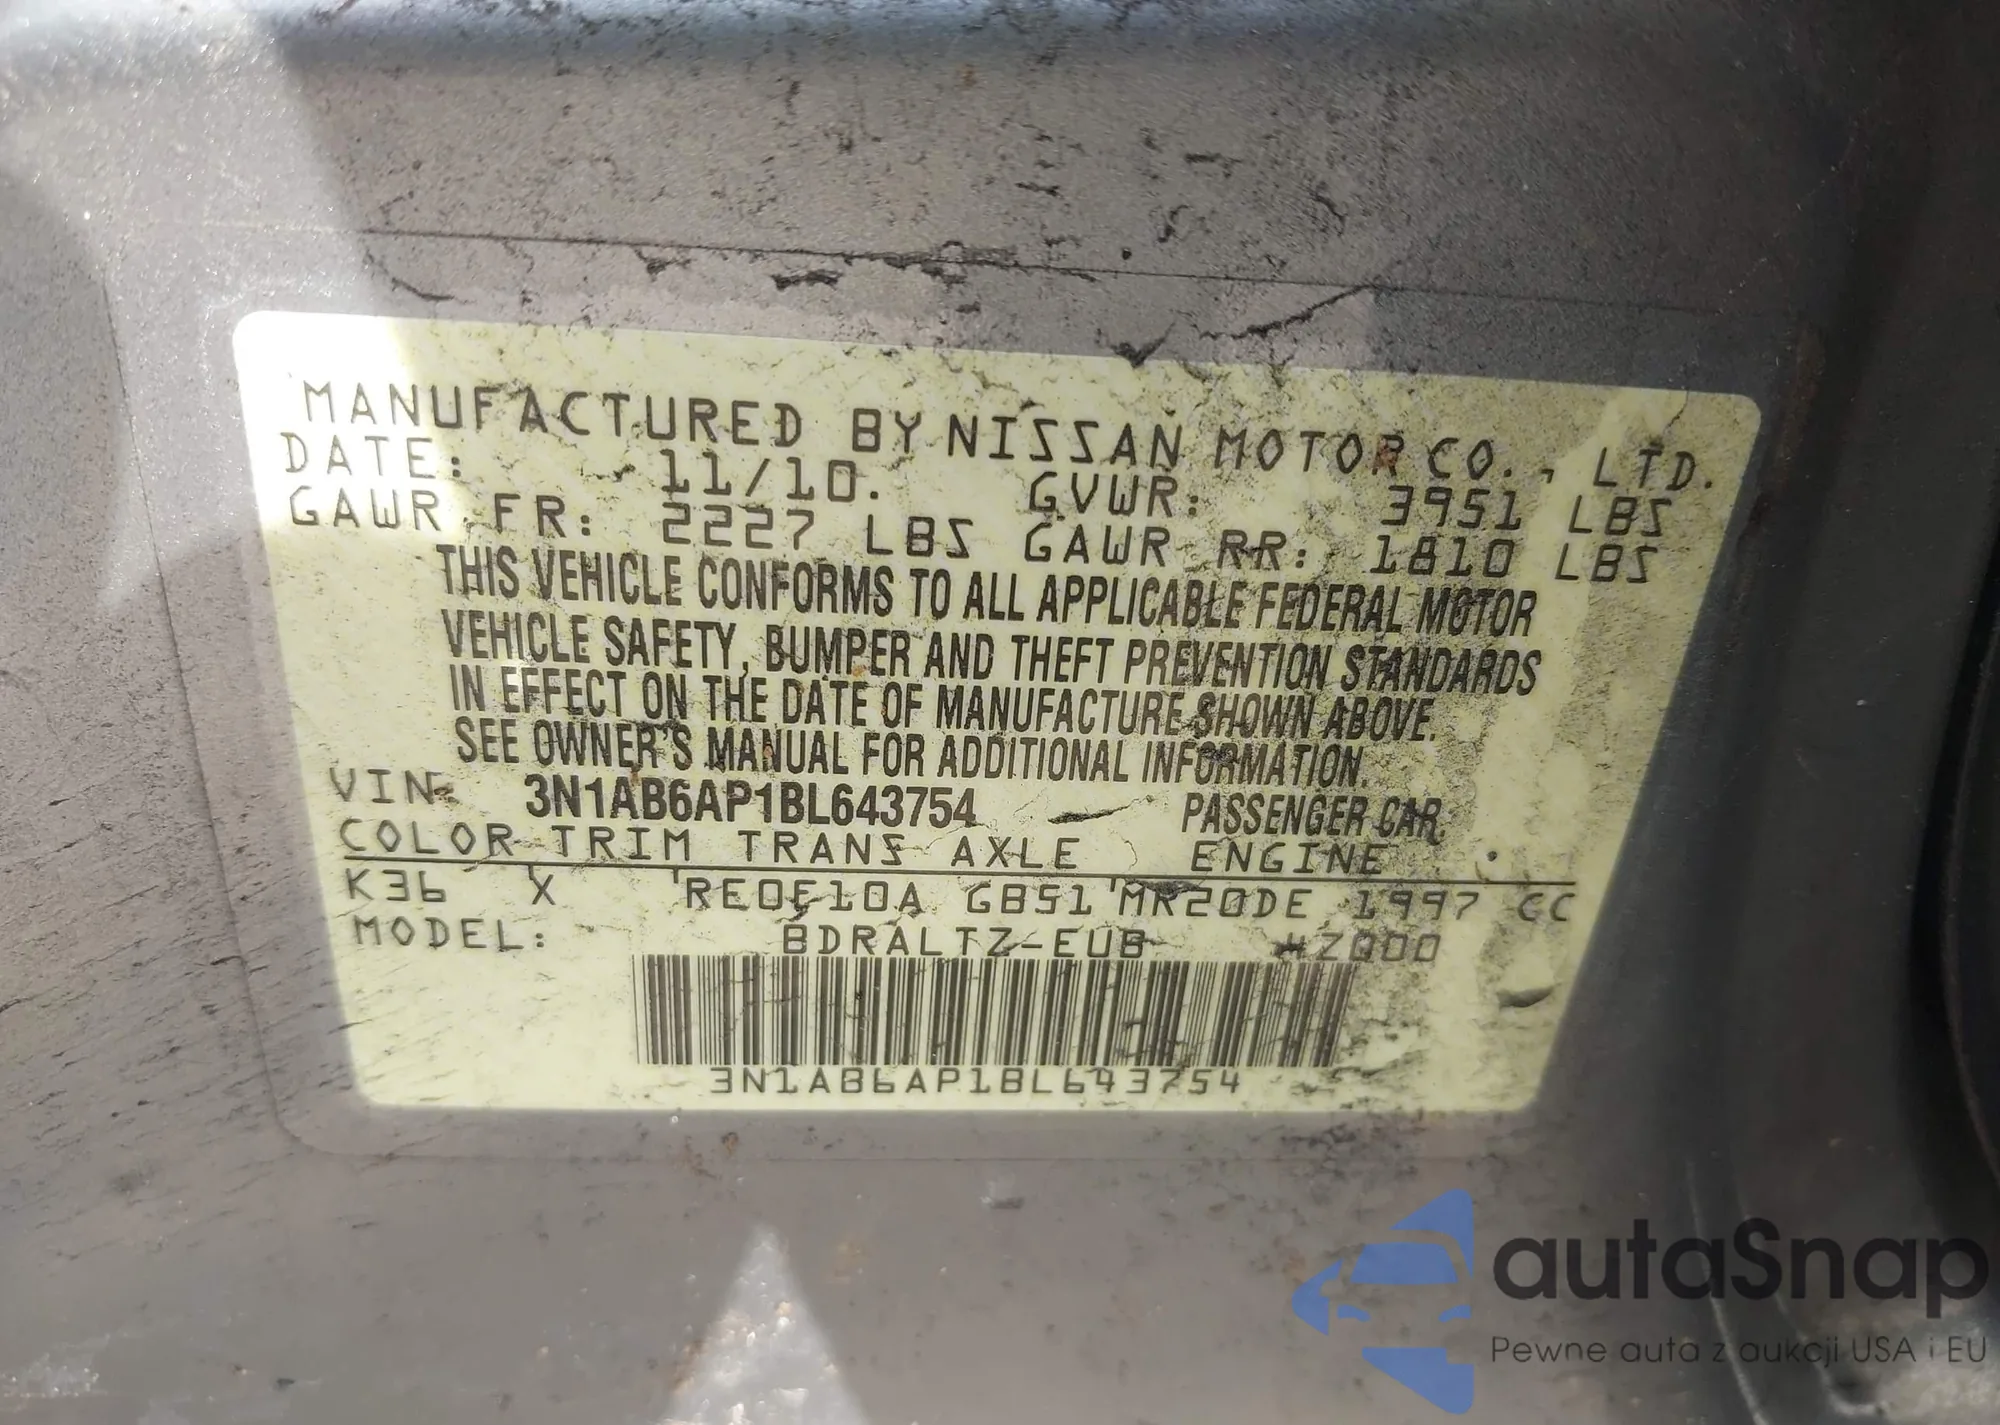 MANUFACTURED BY NISSAN MOTOR CO., LTD.
DATE: 11/10. GVWR: 3951 LBS
GAWR FR: 2227 LBS GAWR RR: 1810 LBS
THIS VEHICLE CONFORMS TO ALL APPLICABLE FEDERAL MOTOR
VEHICLE SAFETY, BUMPER AND THEFT PREVENTION STANDARDS
IN EFFECT ON THE DATE OF MANUFACTURE SHOWN ABOVE.
SEE OWNER'S MANUAL FOR ADDITIONAL INFORMATION.
VIN: 3N1AB6AP1BL643754 PASSENGER CAR
COLOR TRIM TRANS AXLE ENGINE
K36 X RE0F10A GB51 MR20DE 1997 CC
MODEL: BDRALTZ-EUB HZ000
3N1AB6AP1BL643754
autaSnap
Pewne auta z aukcji USA i EU